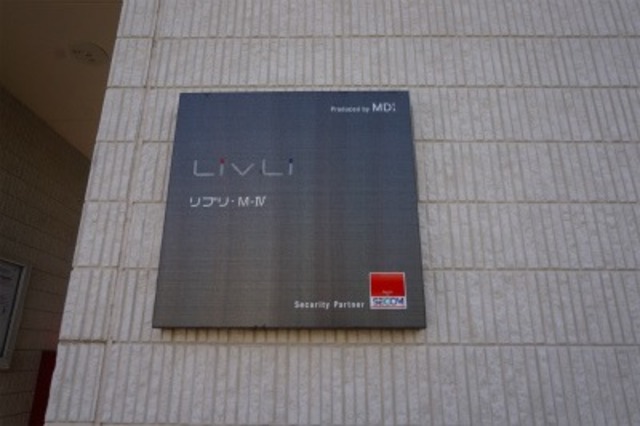 Produced by MDi
LivLi
リブリ・M-Ⅳ
Security Partner
SECOM